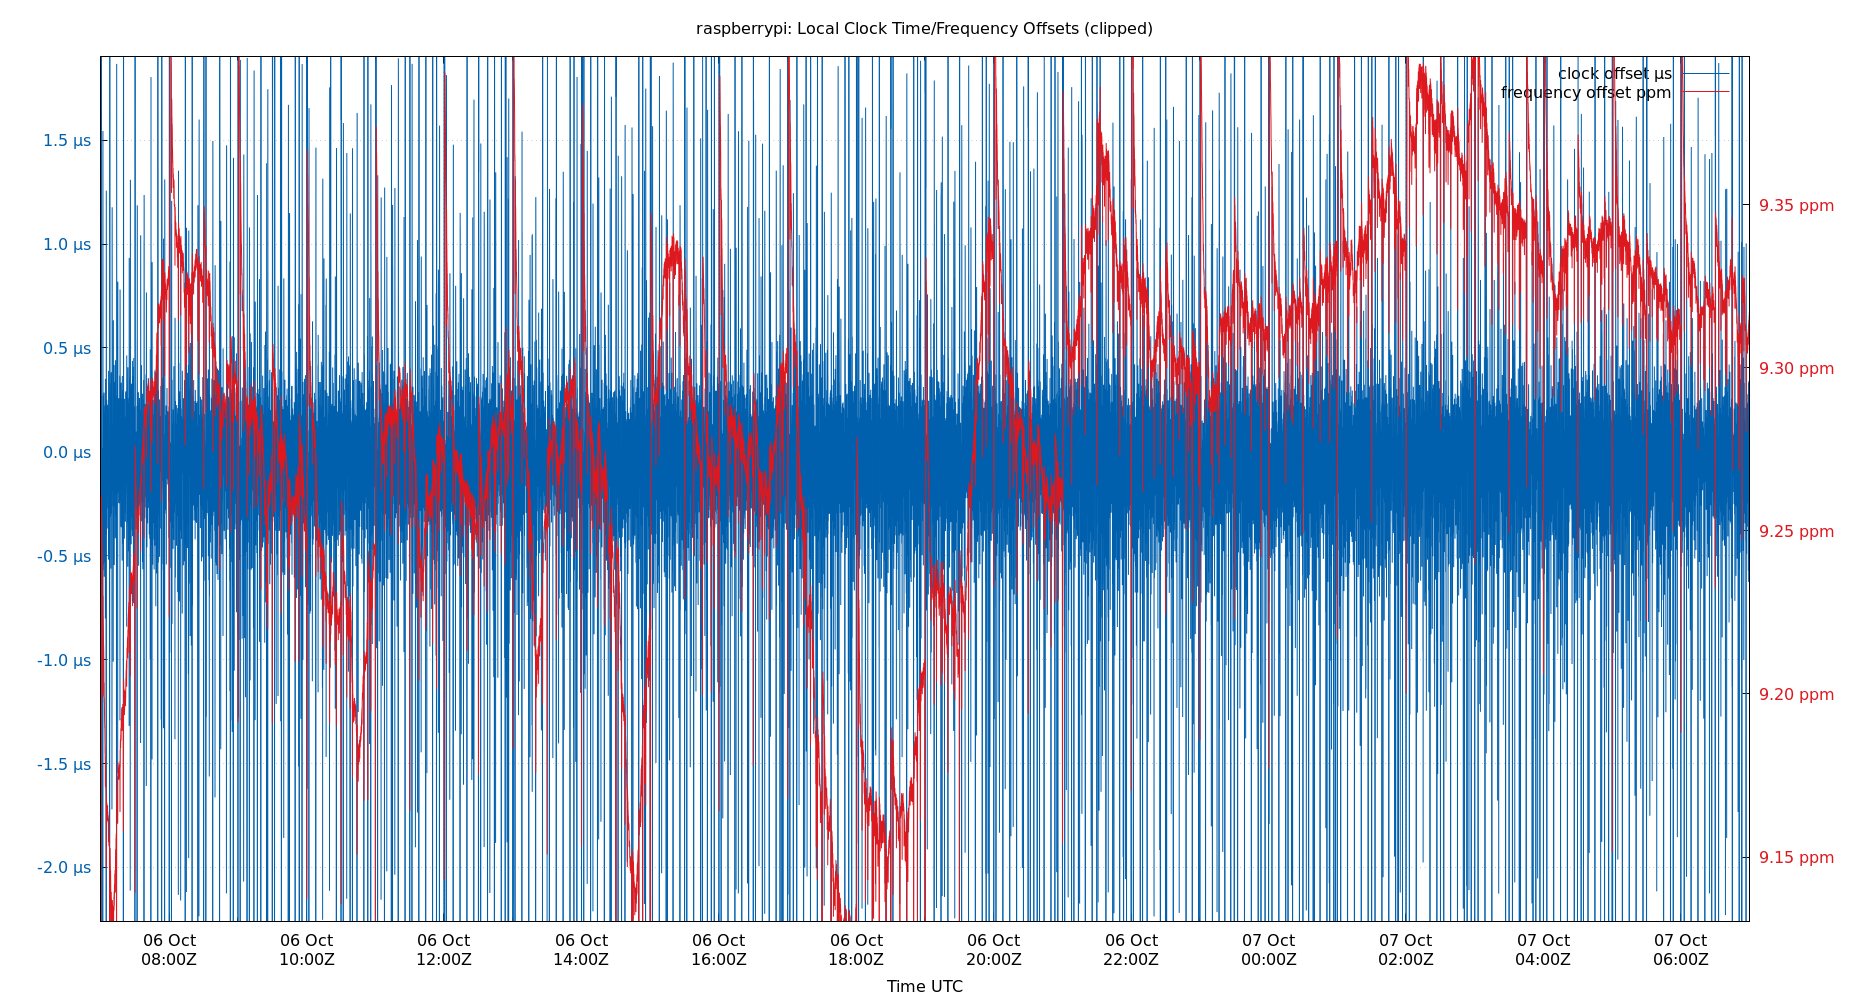 raspberrypi: Local Clock Time/Frequency Offsets (clipped)
clock offset µs
frequency offset ppm
1.5 µs
1.0 µs
0.5 µs
0.0 µs
-0.5 µs
-1.0 µs
-1.5 µs
-2.0 µs
9.35 ppm
9.30 ppm
9.25 ppm
9.20 ppm
9.15 ppm
06 Oct 06 Oct 06 Oct 06 Oct 06 Oct 06 Oct 06 Oct 06 Oct 07 Oct 07 Oct 07 Oct 07 Oct
08:00Z 10:00Z 12:00Z 14:00Z 16:00Z 18:00Z 20:00Z 22:00Z 00:00Z 02:00Z 04:00Z 06:00Z
Time UTC